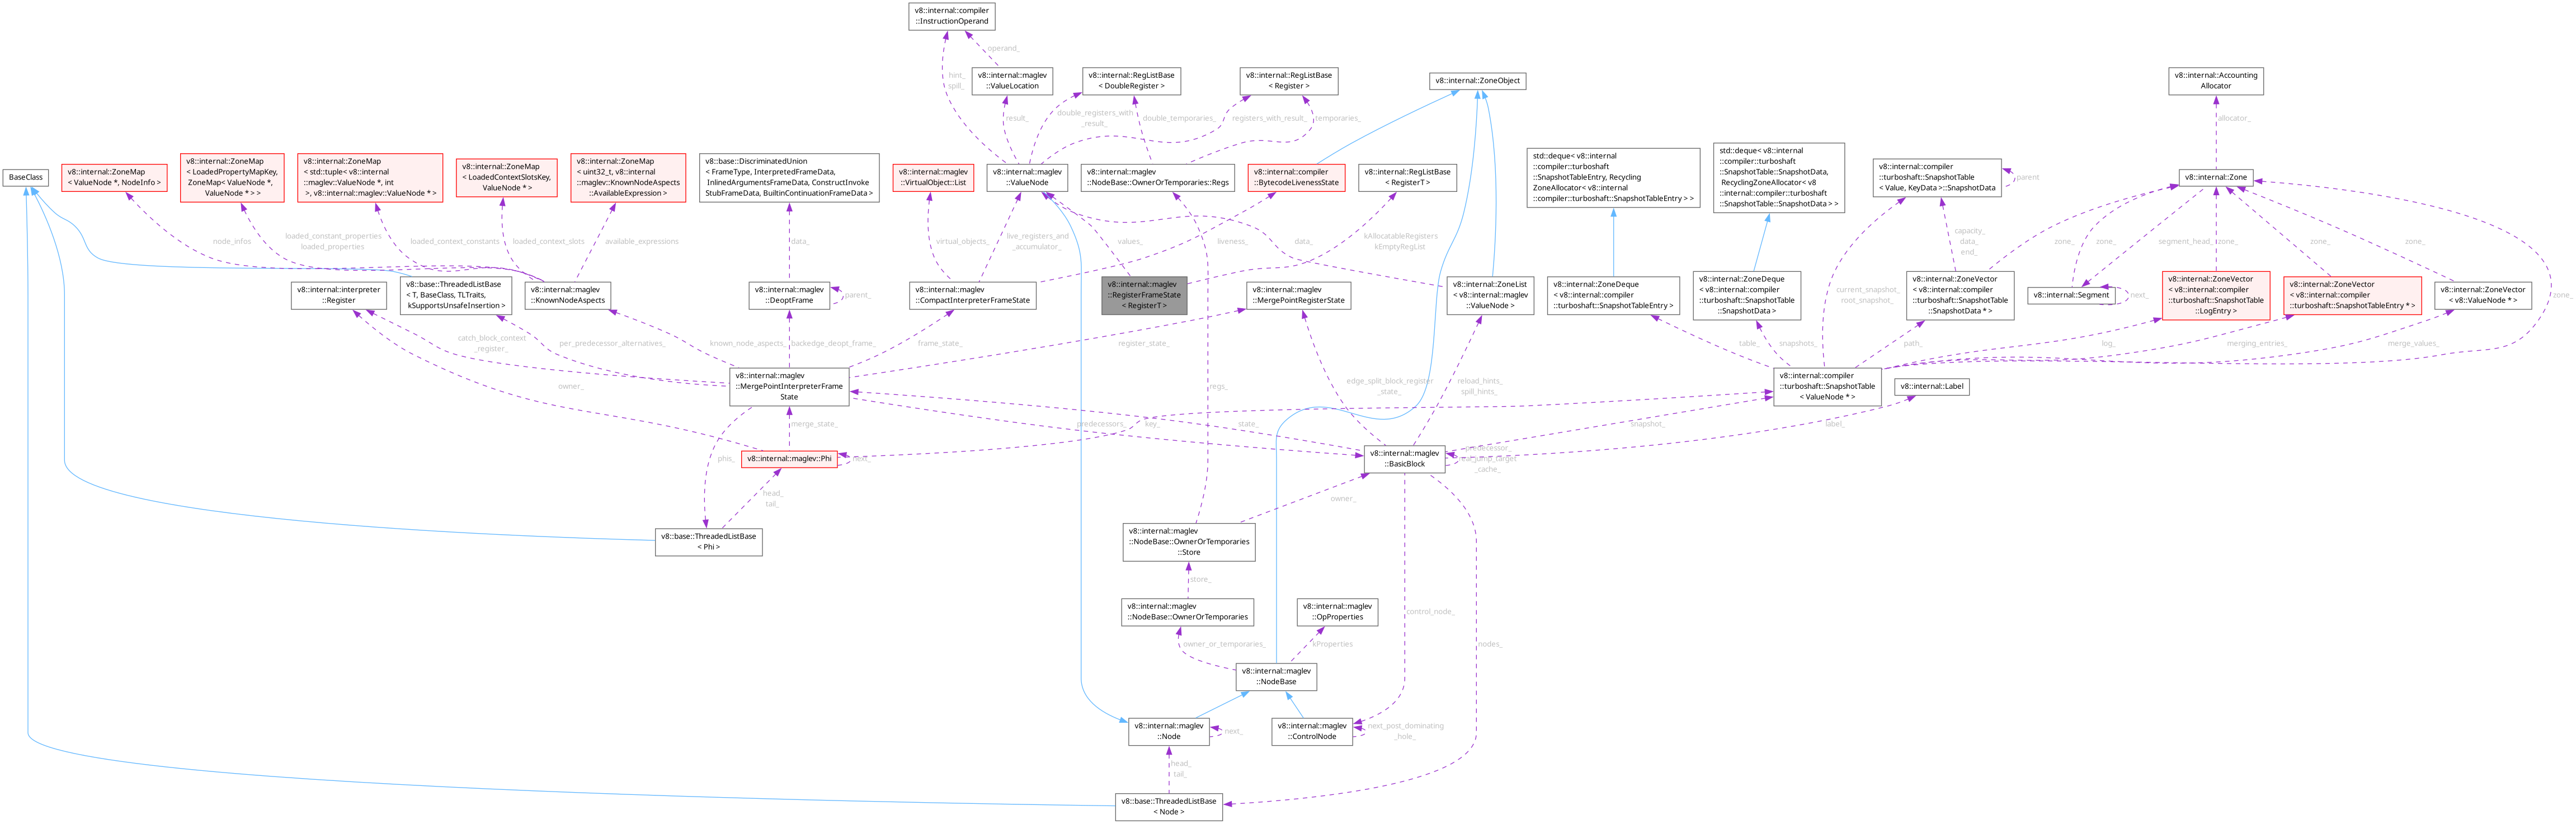 v8::internal::compiler
::InstructionOperand
operand_
hint_
spill_
v8::internal::maglev
::ValueLocation
v8::internal::RegListBase
< DoubleRegister >
v8::internal::RegListBase
< Register >
v8::internal::ZoneObject
v8::internal::Accounting
Allocator
result_
double_registers_with
_result_
double_temporaries_
registers_with_result_
temporaries_
allocator_
BaseClass
v8::internal::ZoneMap
< ValueNode *, NodeInfo >
v8::internal::ZoneMap
< LoadedPropertyMapKey,
ZoneMap< ValueNode *,
ValueNode * > >
v8::internal::ZoneMap
< std::tuple< v8::internal
::maglev::ValueNode *, int
>, v8::internal::maglev::ValueNode * >
v8::internal::ZoneMap
< LoadedContextSlotsKey,
ValueNode * >
v8::internal::ZoneMap
< uint32_t, v8::internal
::maglev::KnownNodeAspects
::AvailableExpression >
v8::base::DiscriminatedUnion
< FrameType, InterpretedFrameData,
InlinedArgumentsFrameData, ConstructInvoke
StubFrameData, BuiltinContinuationFrameData >
v8::internal::maglev
::VirtualObject::List
v8::internal::maglev
::ValueNode
v8::internal::maglev
::NodeBase::OwnerOrTemporaries::Regs
v8::internal::compiler
::BytecodeLivenessState
v8::internal::RegListBase
< RegisterT >
std::deque< v8::internal
::compiler::turboshaft
::SnapshotTableEntry, Recycling
ZoneAllocator< v8::internal
::compiler::turboshaft::SnapshotTableEntry > >
std::deque< v8::internal
::compiler::turboshaft
::SnapshotTable::SnapshotData,
RecyclingZoneAllocator< v8
::internal::compiler::turboshaft
::SnapshotTable::SnapshotData > >
v8::internal::compiler
::turboshaft::SnapshotTable
< Value, KeyData >::SnapshotData
parent
v8::internal::Zone
node_infos
loaded_constant_properties
loaded_properties
loaded_context_constants
loaded_context_slots
available_expressions
data_
virtual_objects_
live_registers_and
_accumulator_
values_
liveness_
data_
kAllocatableRegisters
kEmptyRegList
capacity_
data_
end_
zone_
zone_
segment_head_
zone_
zone_
zone_
v8::internal::interpreter
::Register
v8::base::ThreadedListBase
< T, BaseClass, TLTraits,
kSupportsUnsafeInsertion >
v8::internal::maglev
::KnownNodeAspects
v8::internal::maglev
::DeoptFrame
parent_
v8::internal::maglev
::CompactInterpreterFrameState
v8::internal::maglev
::RegisterFrameState
< RegisterT >
v8::internal::maglev
::MergePointRegisterState
v8::internal::ZoneList
< v8::internal::maglev
::ValueNode >
v8::internal::ZoneDeque
< v8::internal::compiler
::turboshaft::SnapshotTableEntry >
v8::internal::ZoneDeque
< v8::internal::compiler
::turboshaft::SnapshotTable
::SnapshotData >
current_snapshot_
root_snapshot_
v8::internal::ZoneVector
< v8::internal::compiler
::turboshaft::SnapshotTable
::SnapshotData * >
v8::internal::Segment
next_
v8::internal::ZoneVector
< v8::internal::compiler
::turboshaft::SnapshotTable
::LogEntry >
v8::internal::ZoneVector
< v8::internal::compiler
::turboshaft::SnapshotTableEntry * >
v8::internal::ZoneVector
< v8::ValueNode * >
zone_
catch_block_context
_register_
per_predecessor_alternatives_
known_node_aspects_
backedge_deopt_frame_
frame_state_
register_state_
table_
snapshots_
path_
log_
merging_entries_
merge_values_
owner_
v8::internal::maglev
::MergePointInterpreterFrame
State
regs_
edge_split_block_register
_state_
reload_hints_
spill_hints_
v8::internal::compiler
::turboshaft::SnapshotTable
< ValueNode * >
v8::internal::Label
merge_state_
predecessors_
key_
state_
snapshot_
label_
phis_
v8::internal::maglev::Phi
next_
v8::internal::maglev
::BasicBlock
predecessor_
_cache_
head_
tail_
owner_
v8::base::ThreadedListBase
< Phi >
v8::internal::maglev
::NodeBase::OwnerOrTemporaries
::Store
store_
v8::internal::maglev
::NodeBase::OwnerOrTemporaries
v8::internal::maglev
::OpProperties
control_node_
nodes_
owner_or_temporaries_
kProperties
v8::internal::maglev
::NodeBase
v8::internal::maglev
::Node
next_
v8::internal::maglev
::ControlNode
next_post_dominating
_hole_
head_
tail_
v8::base::ThreadedListBase
< Node >